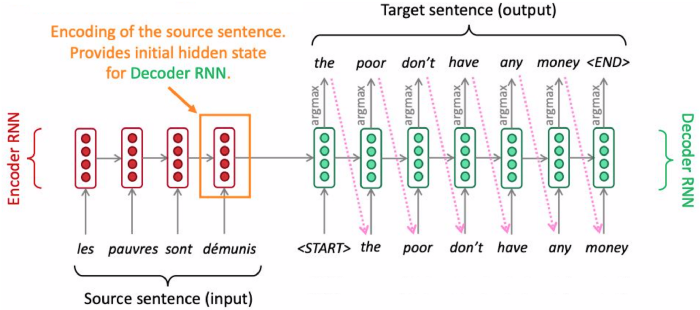 Target sentence (output)
Encoding of the source sentence.
Provides initial hidden state
for Decoder RNN.
the poor don't have any money <END>
argmax argmax argmax argmax argmax argmax argmax
Encoder RNN
Decoder RNN
les pauvres sont démunis
<START> the poor don't have any money
Source sentence (input)